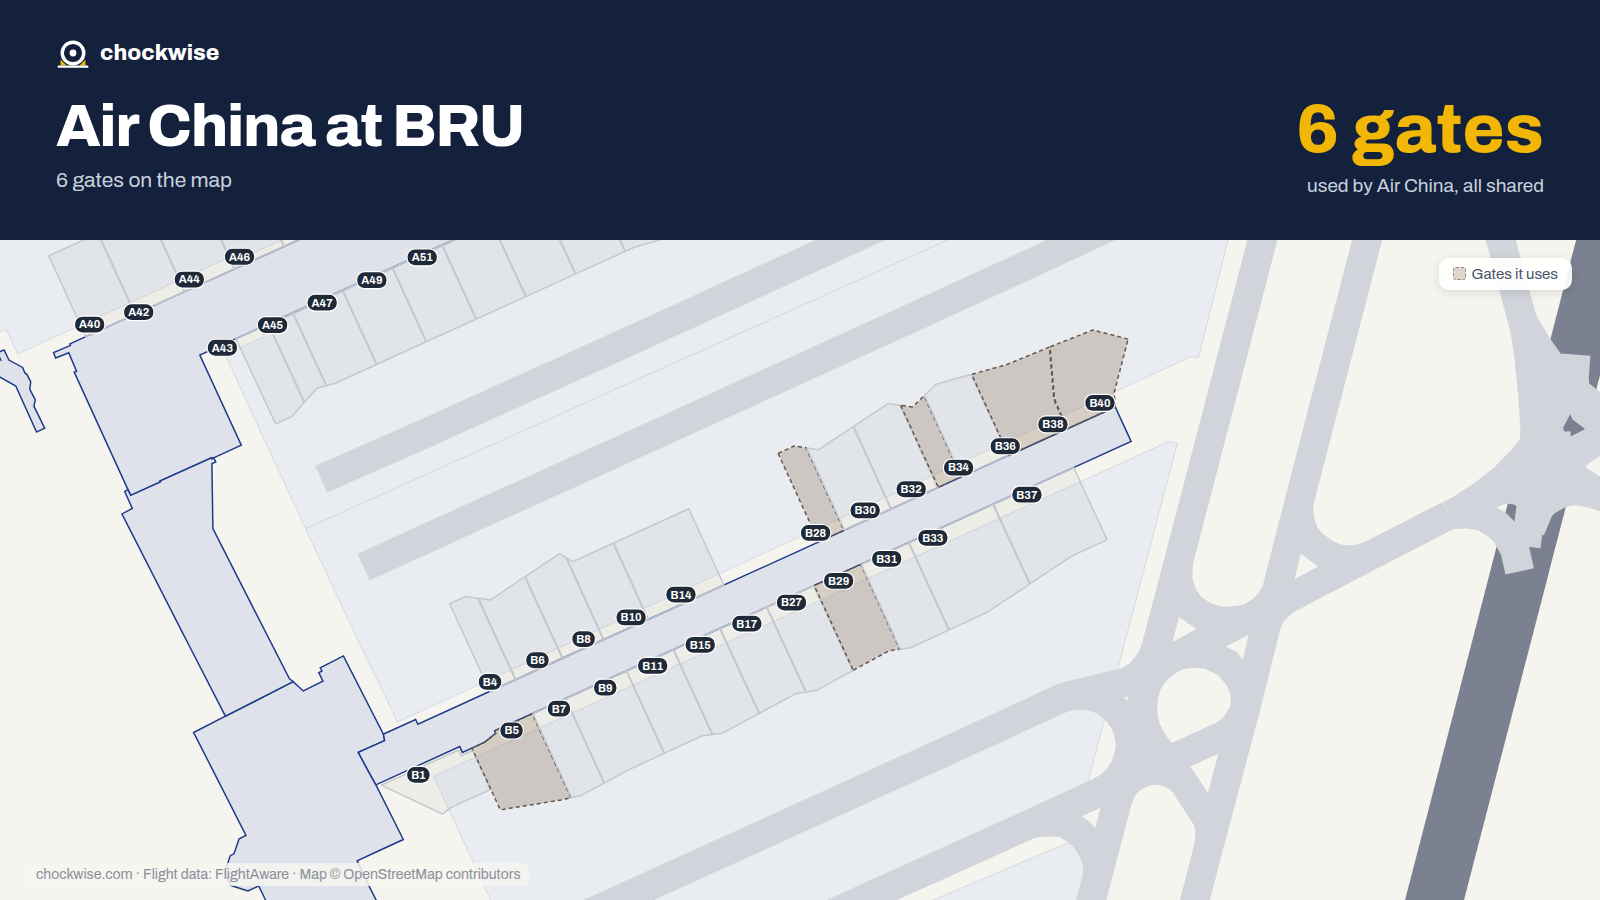 chockwise
Air China at BRU
6 gates on the map
6 gates
used by Air China, all shared
Gates it uses
A46
A51
A44
A49
A42
A47
A40
A45
A43
B40
B38
B36
B34
B32
B37
B30
B28
B33
B31
B29
B14
B27
B10
B17
B8
B15
B6
B11
B4
B9
B7
B5
B1
chockwise.com · Flight data: FlightAware · Map © OpenStreetMap contributors